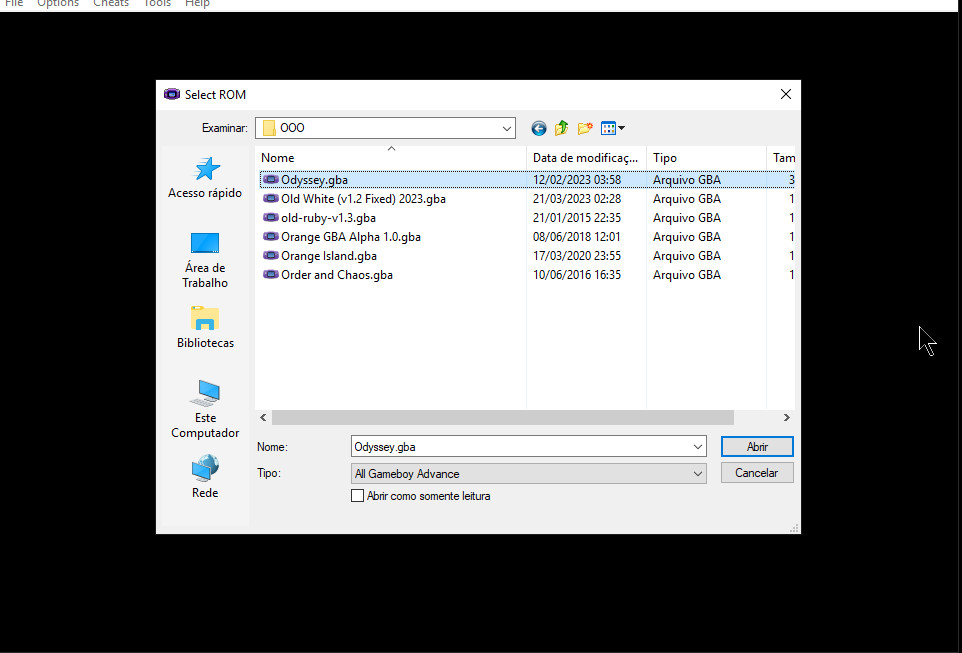 File Options Cheats Tools Help
Select ROM
Examinar: OOO
Acesso rápido
Área de
Trabalho
Bibliotecas
Este
Computador
Rede
Nome Data de modificaç... Tipo Tam
Odyssey.gba 12/02/2023 03:58 Arquivo GBA 3
Old White (v1.2 Fixed) 2023.gba 21/03/2023 02:28 Arquivo GBA 1
old-ruby-v1.3.gba 21/01/2015 22:35 Arquivo GBA 1
Orange GBA Alpha 1.0.gba 08/06/2018 12:01 Arquivo GBA 1
Orange Island.gba 17/03/2020 23:55 Arquivo GBA 1
Order and Chaos.gba 10/06/2016 16:35 Arquivo GBA 1
Nome: Odyssey.gba Abrir
Tipo: All Gameboy Advance Cancelar
Abrir como somente leitura